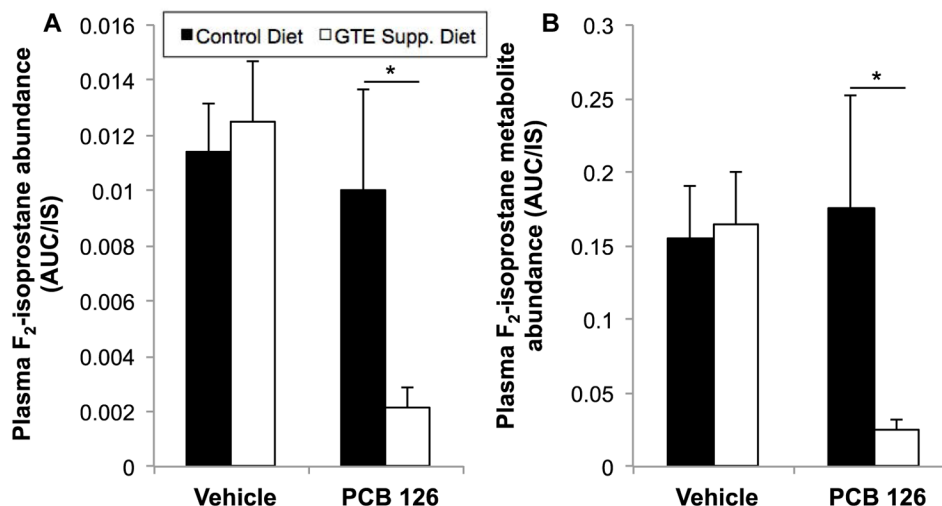 A
Plasma F₂-isoprostane abundance
(AUC/IS)
0.016
0.014
0.012
0.01
0.008
0.006
0.004
0.002
0
Control Diet GTE Supp. Diet
*
Vehicle PCB 126
B
Plasma F₂-isoprostane metabolite
abundance (AUC/IS)
0.3
0.25
0.2
0.15
0.1
0.05
0
*
Vehicle PCB 126